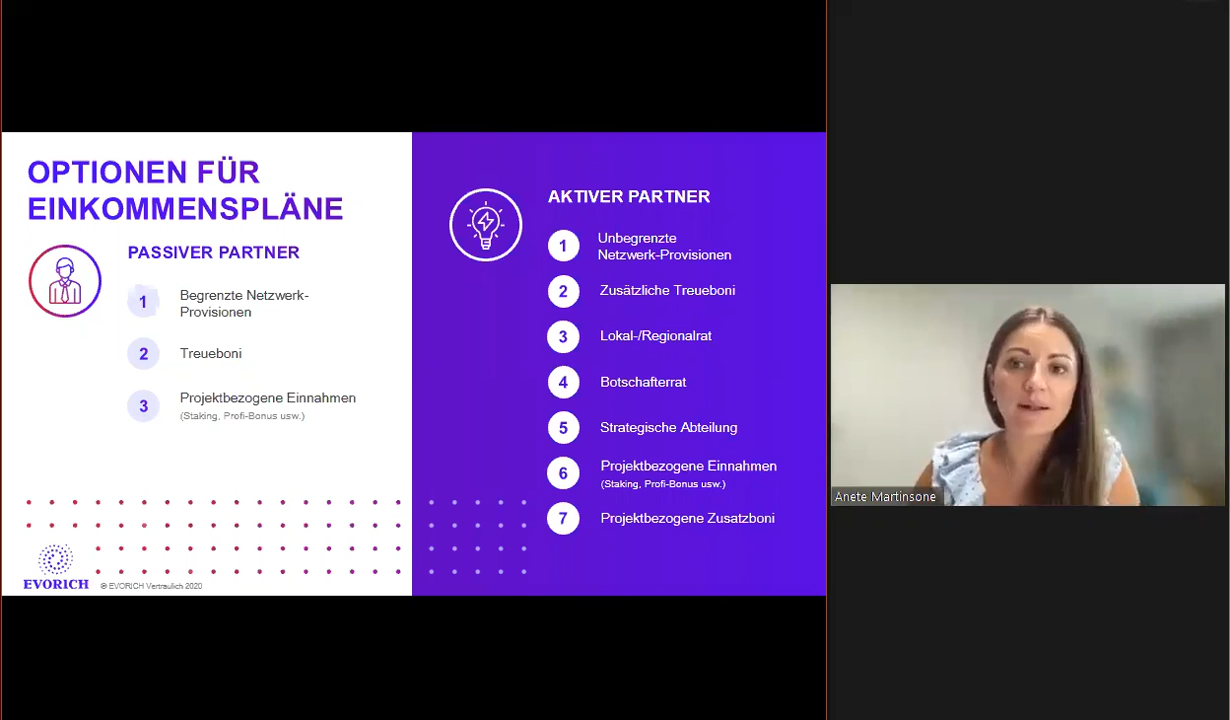 OPTIONEN FÜR
EINKOMMENSPLÄNE
PASSIVER PARTNER
1
Begrenzte Netzwerk-
Provisionen
2
Treueboni
3
Projektbezogene Einnahmen
(Staking, Profi-Bonus usw.)
EVORICH
© EVORICH Vertraulich 2020
AKTIVER PARTNER
1
Unbegrenzte
Netzwerk-Provisionen
2
Zusätzliche Treueboni
3
Lokal-/Regionalrat
4
Botschafterrat
5
Strategische Abteilung
6
Projektbezogene Einnahmen
(Staking, Profi-Bonus usw.)
7
Projektbezogene Zusatzboni
Anete Martinsone